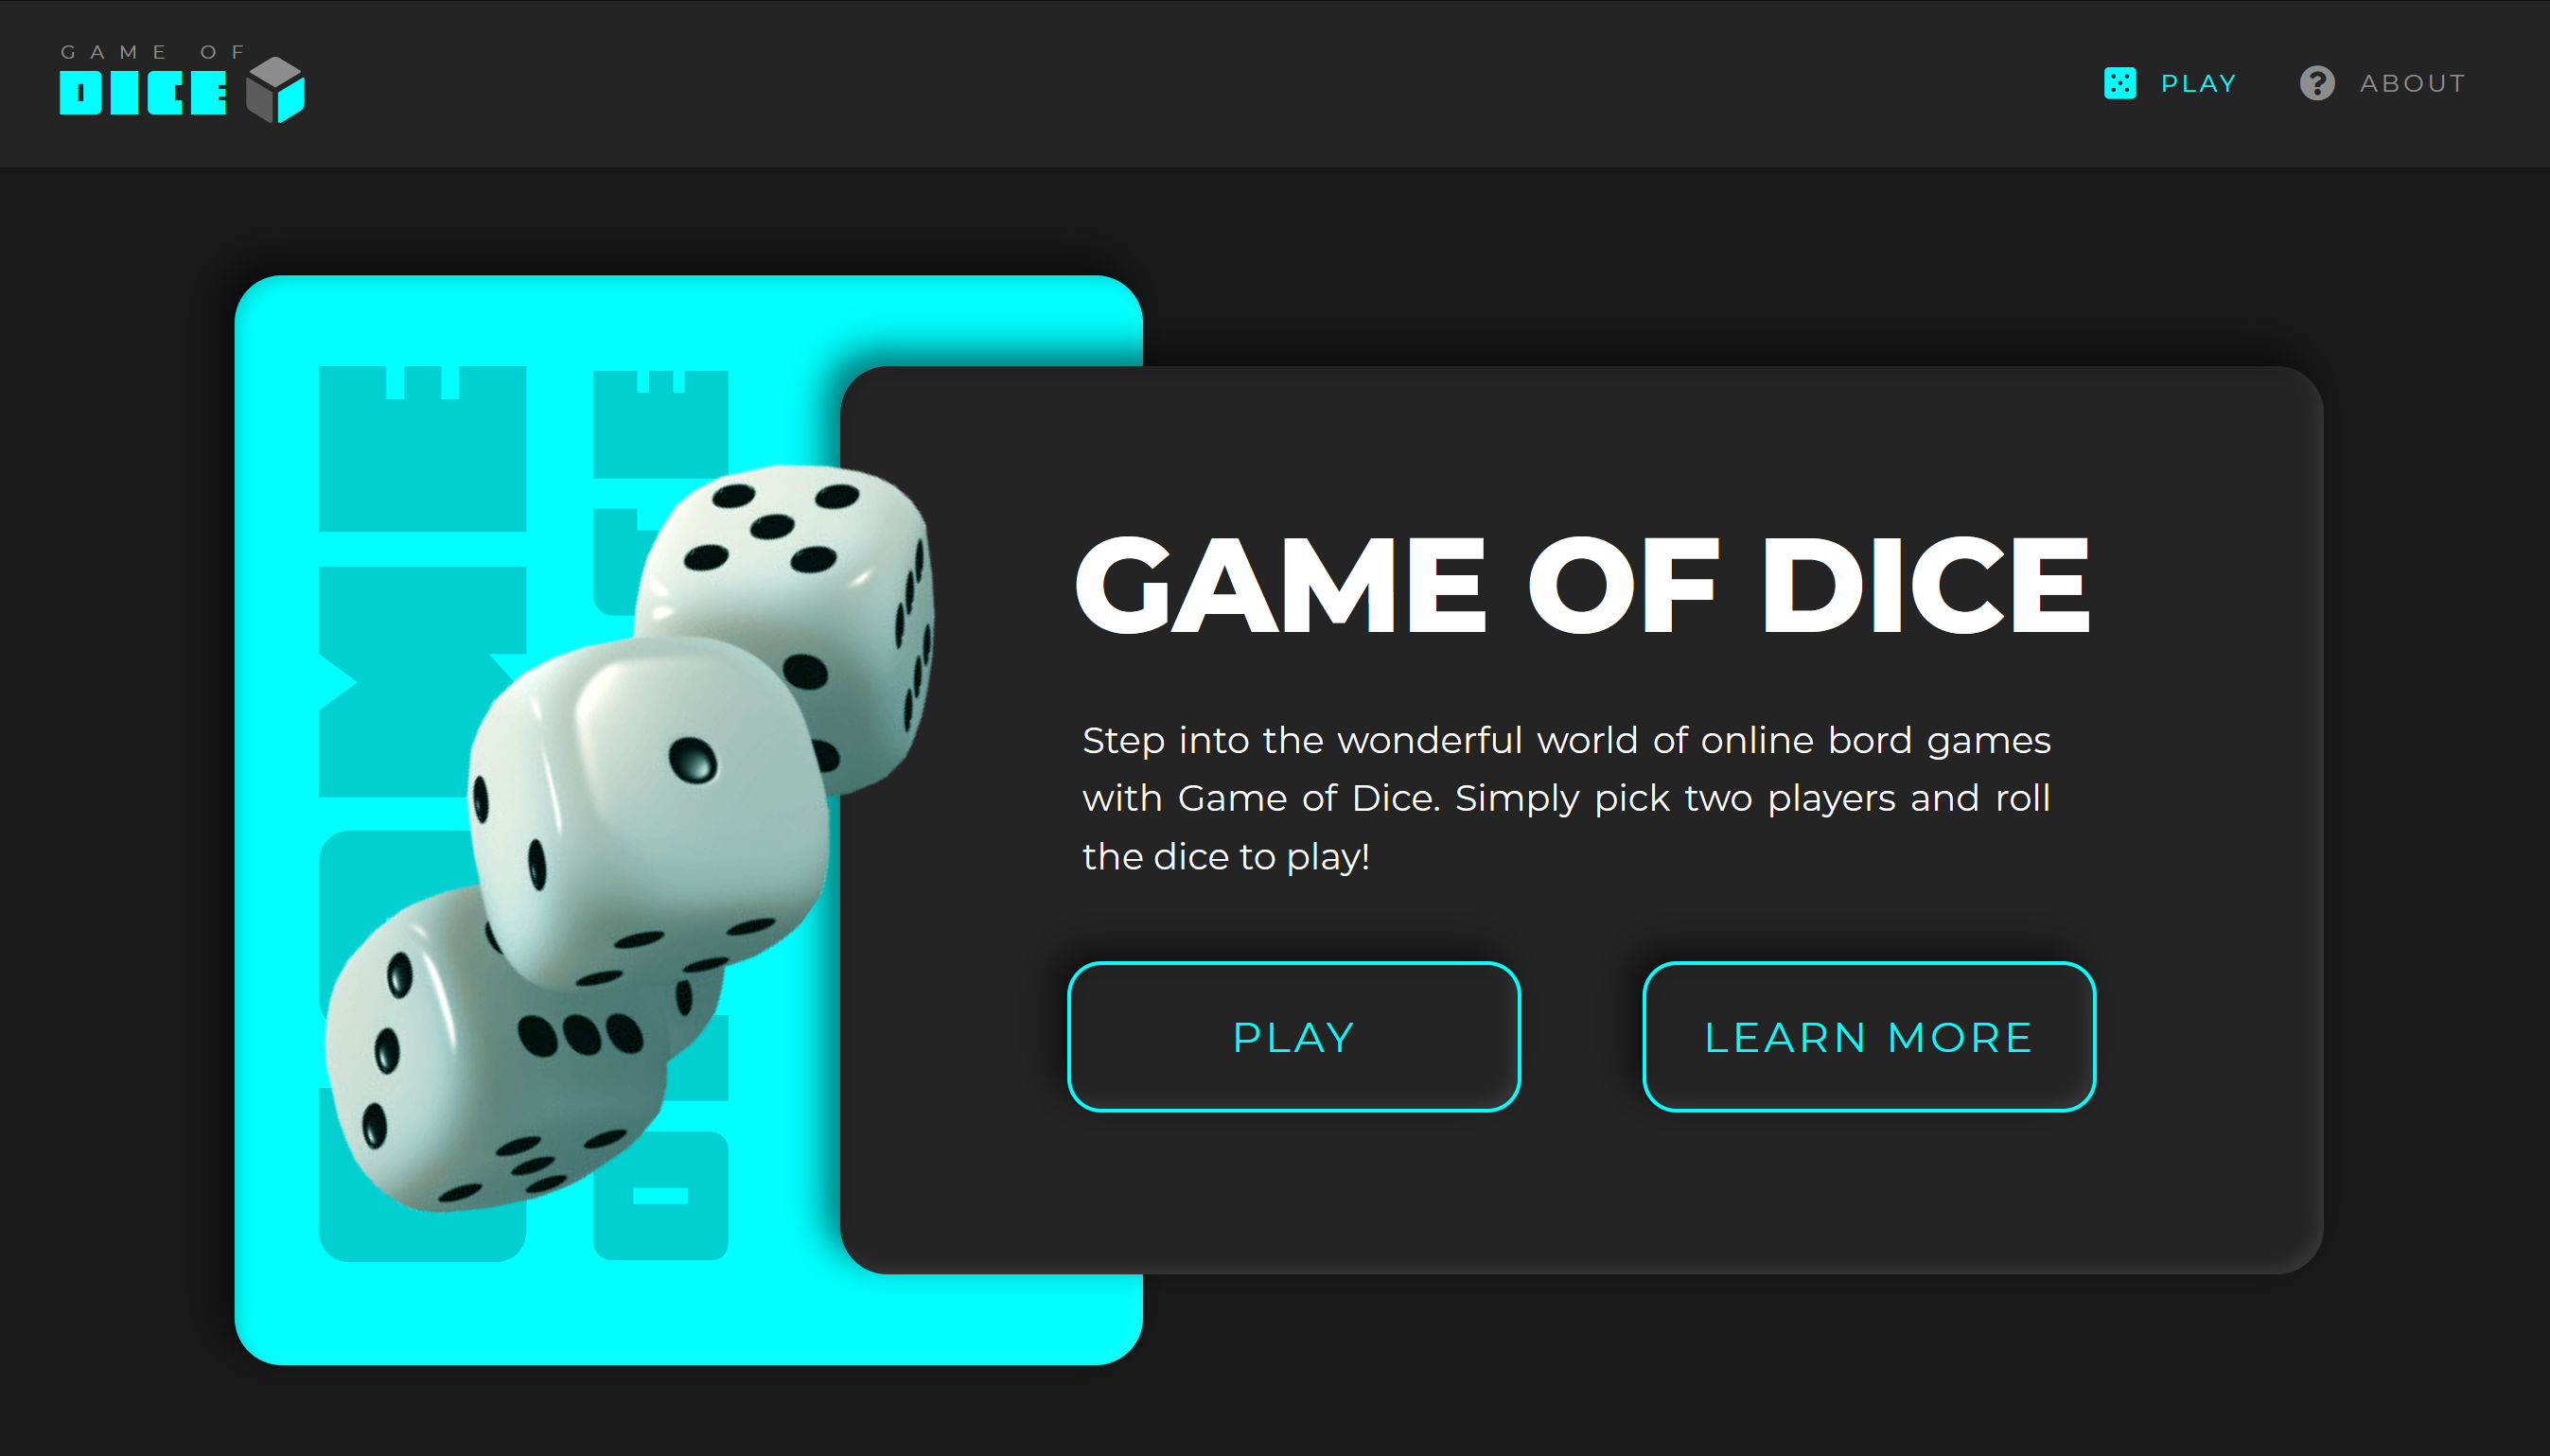 GAME OF
DICE
PLAY
ABOUT
GAME OF DICE
Step into the wonderful world of online bord games
with Game of Dice. Simply pick two players and roll
the dice to play!
PLAY
LEARN MORE